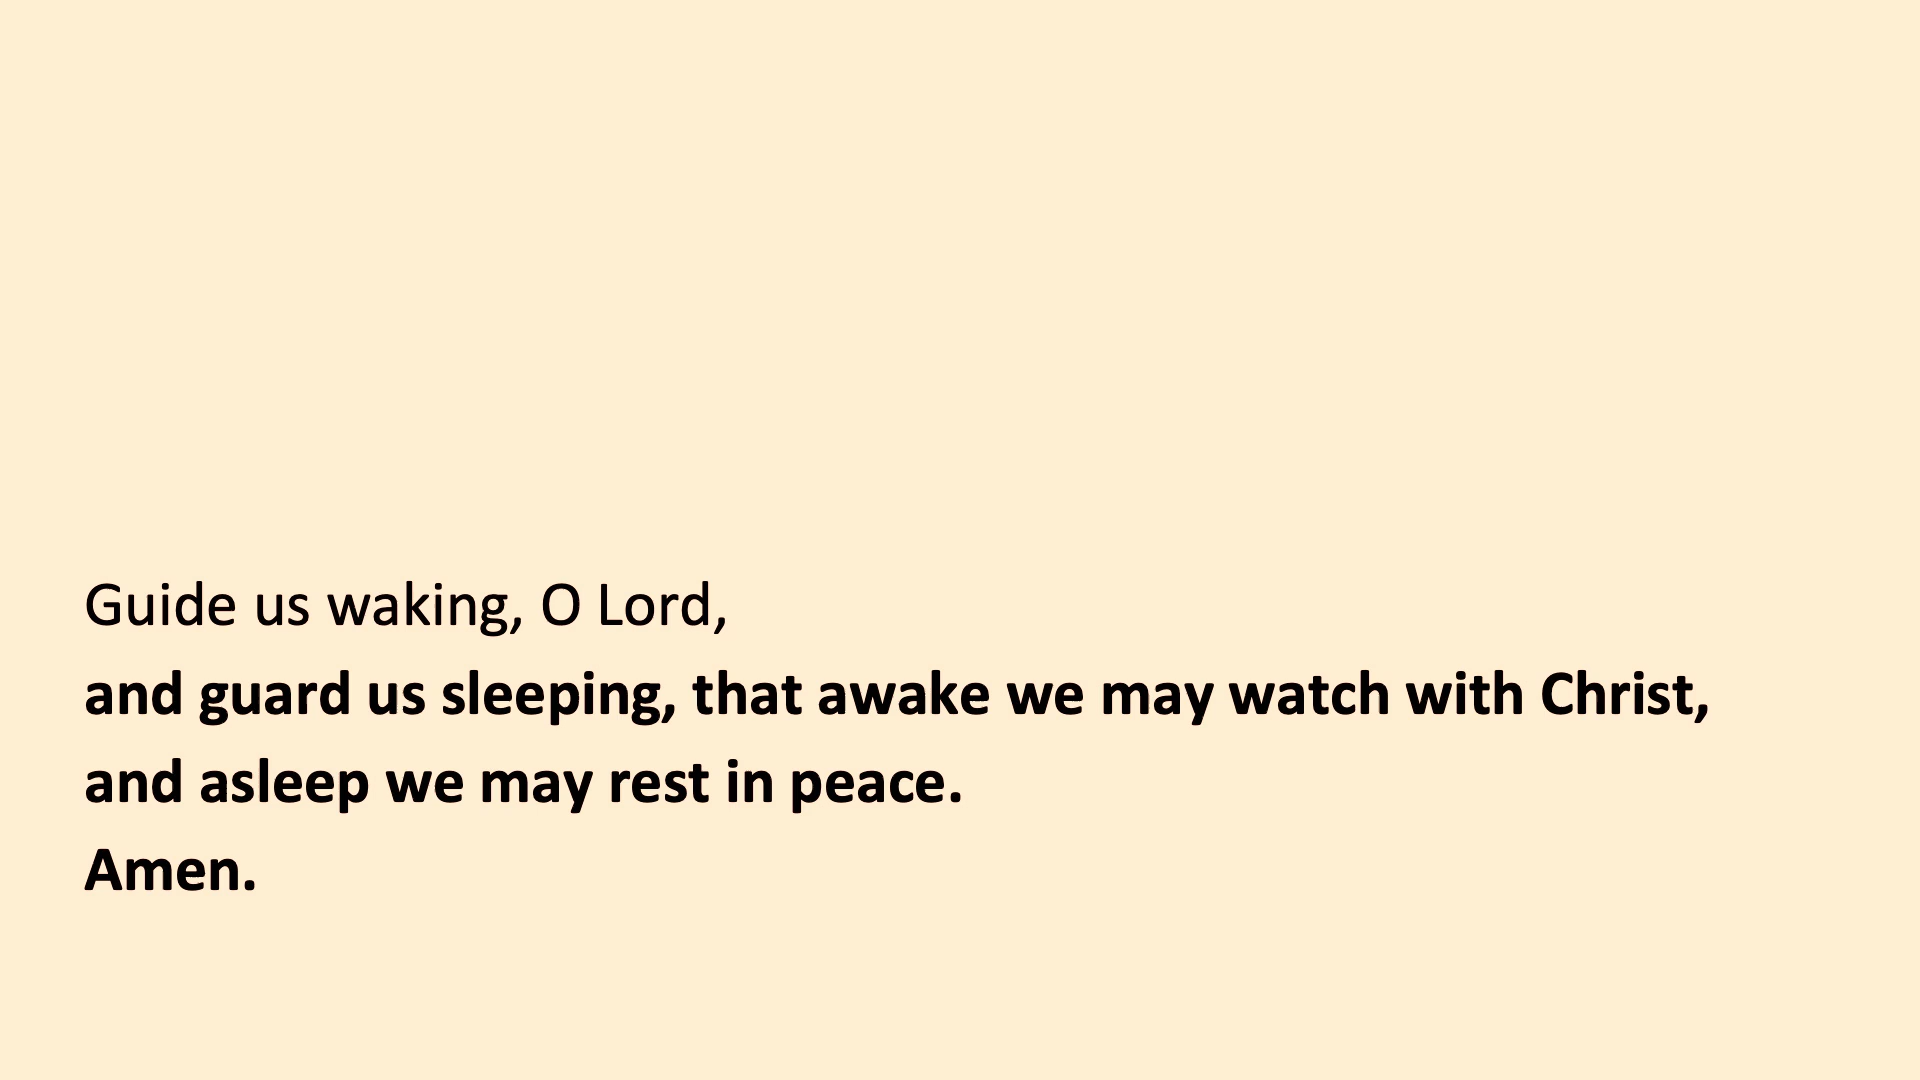 Guide us waking, O Lord,
and guard us sleeping, that awake we may watch with Christ,
and asleep we may rest in peace.
Amen.